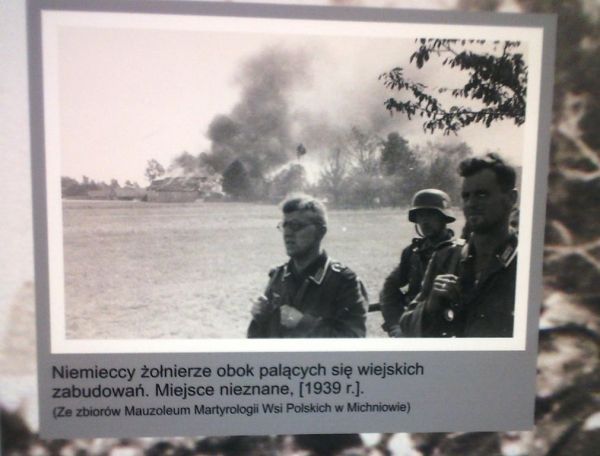 Niemieccy żołnierze obok palących się wiejskich
zabudowań. Miejsce nieznane, [1939 r.].
(Ze zbiorów Mauzoleum Martyrologii Wsi Polskich w Michniowie)